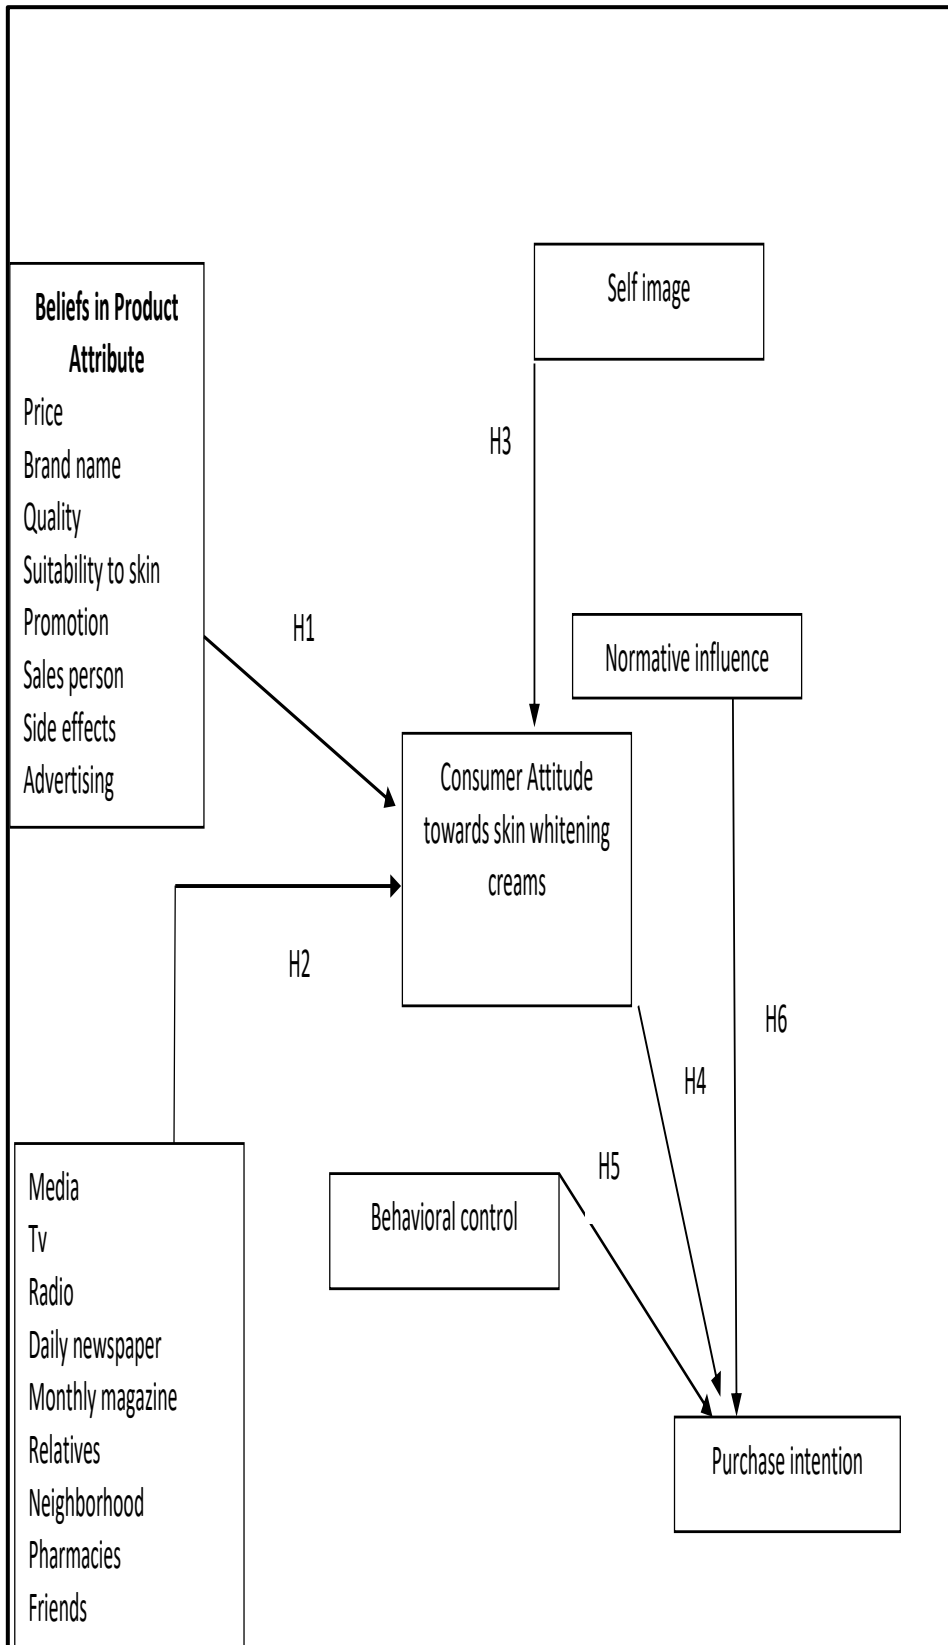 Self image
Beliefs in Product
Attribute
Price
Brand name
Quality
Suitability to skin
Promotion
Sales person
Side effects
Advertising
H3
H1
Normative influence
Consumer Attitude
towards skin whitening
creams
H2
H6
H4
H5
Media
Tv
Radio
Daily newspaper
Monthly magazine
Relatives
Neighborhood
Pharmacies
Friends
Behavioral control
Purchase intention